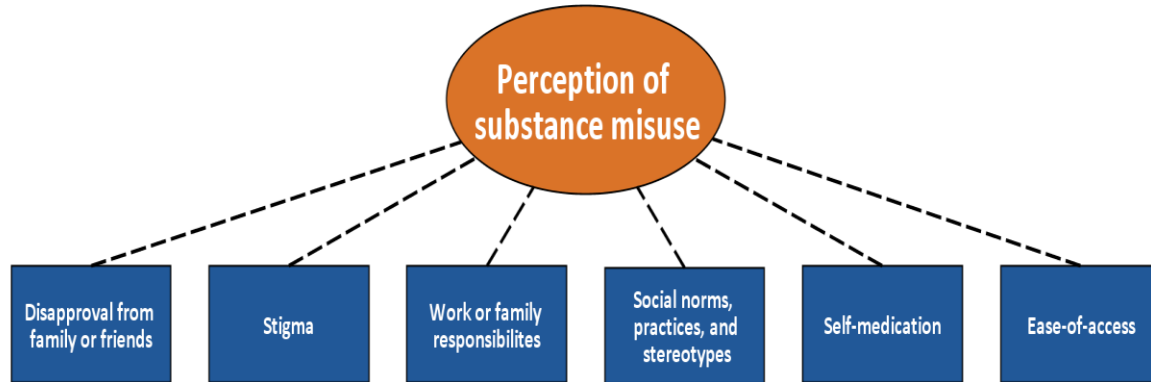 Perception of
substance misuse
Disapproval from
family or friends
Stigma
Work or family
responsibilites
Social norms,
practices, and
stereotypes
Self-medication
Ease-of-access